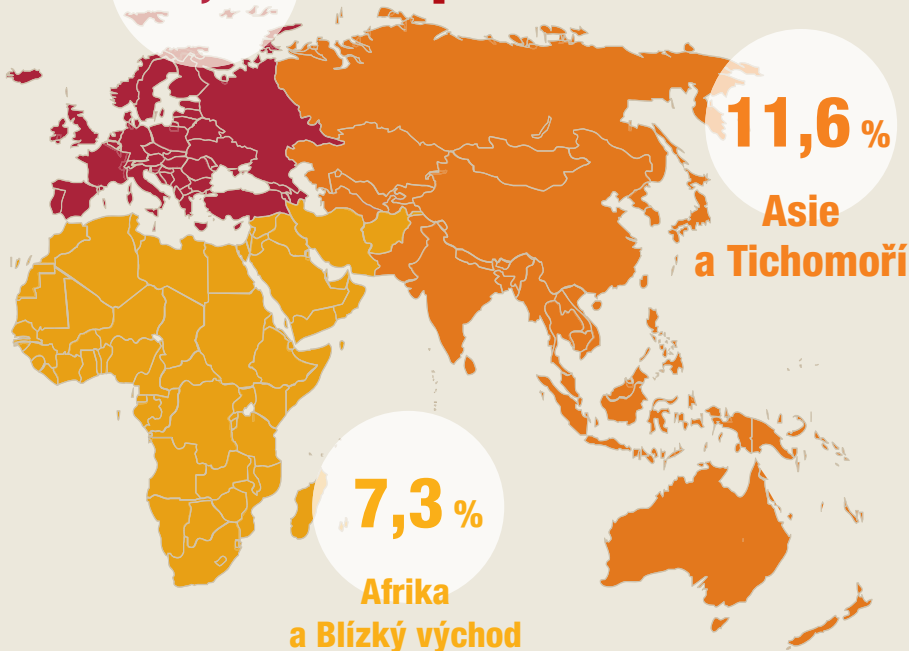 11,6 %
Asie
a Tichomoří
7,3 %
Afrika
a Blízký východ